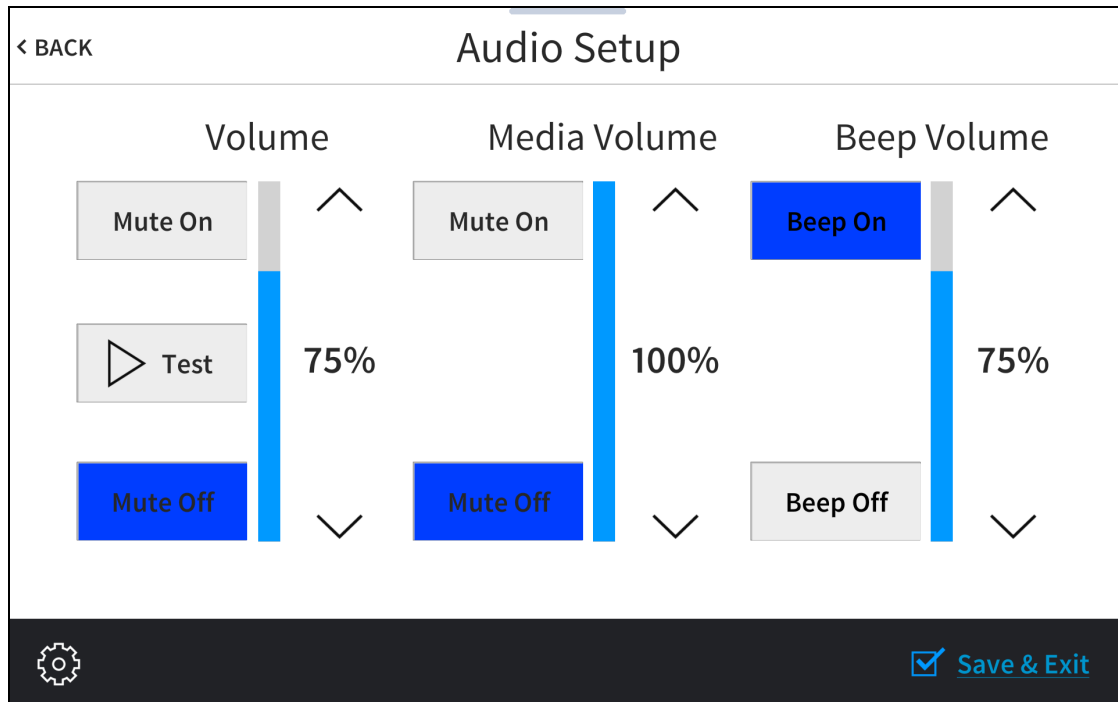 < BACK
Audio Setup
Volume
Media Volume
Beep Volume
Mute On
Mute On
Beep On
Test
75%
100%
75%
Mute Off
Mute Off
Beep Off
Save & Exit